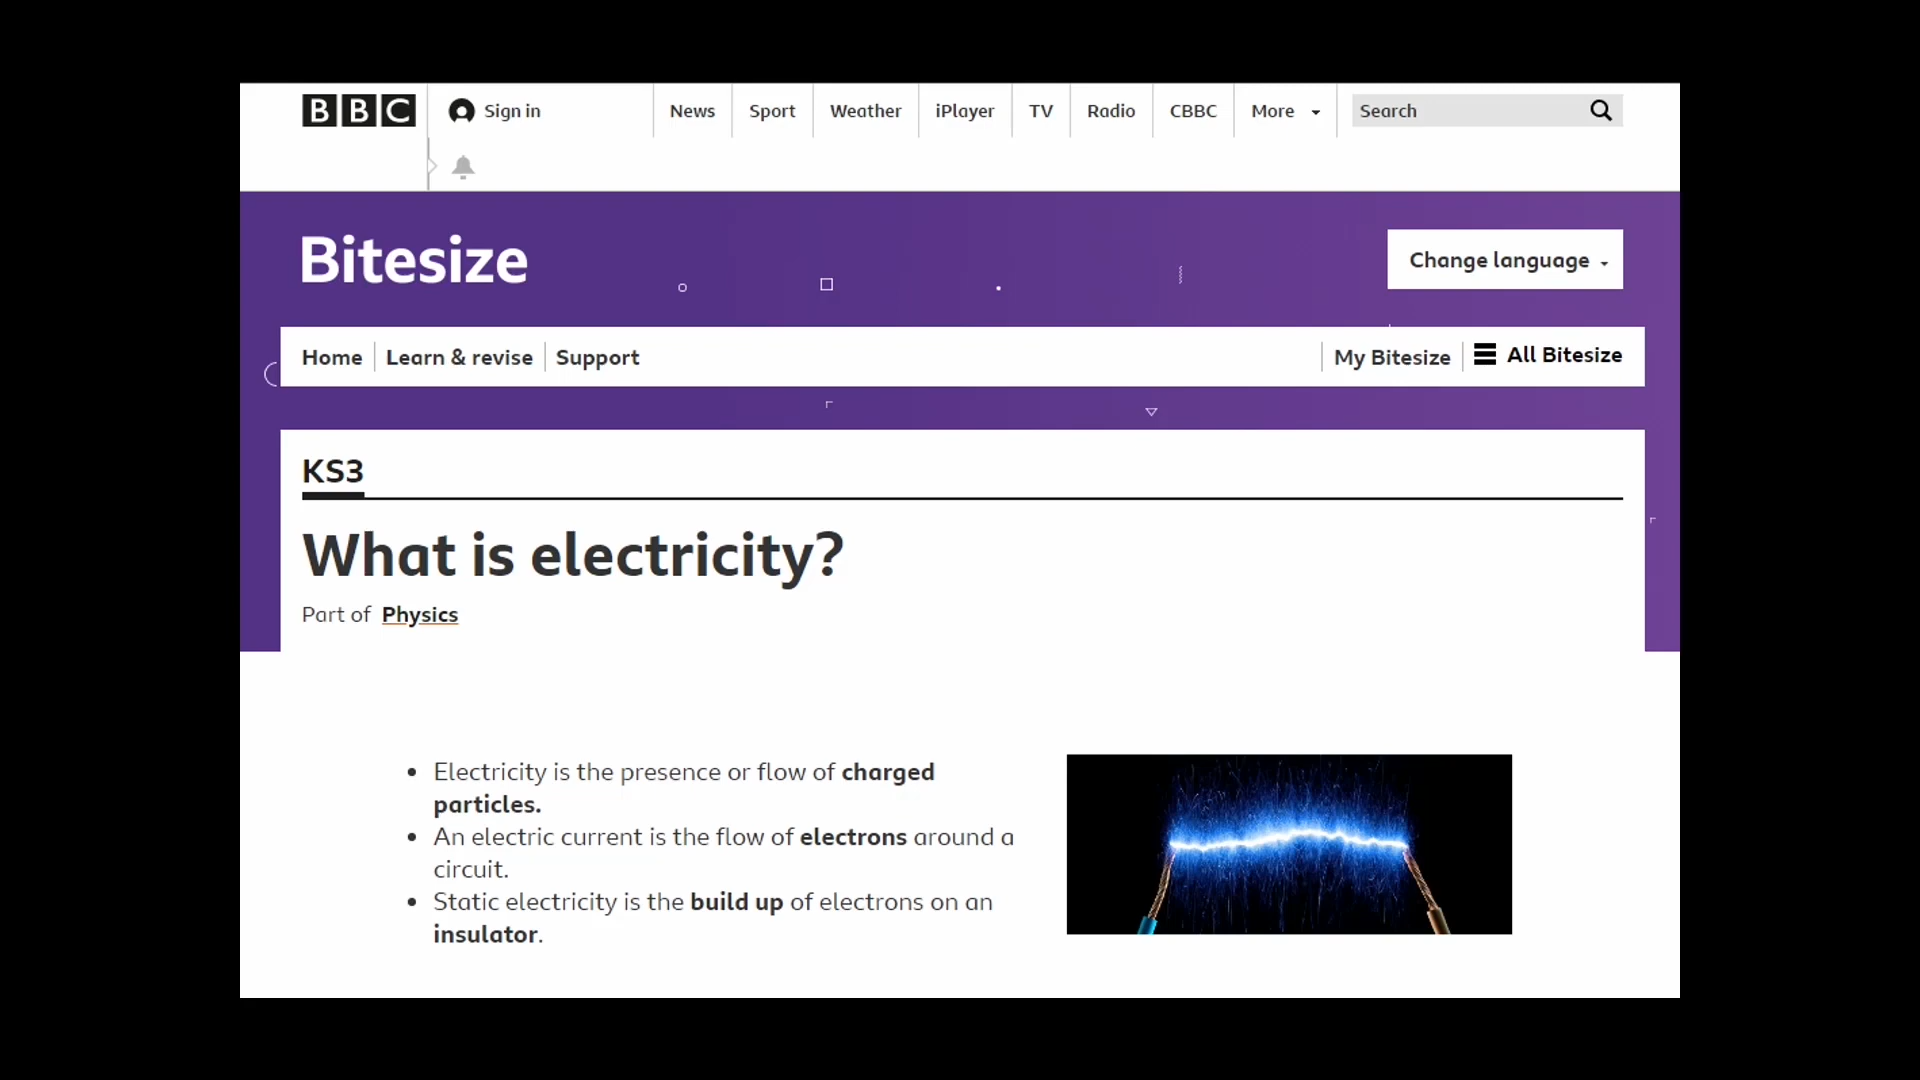 BBC Sign in News Sport Weather iPlayer TV Radio CBBC More Search
Bitesize
Change language
Home Learn & revise Support My Bitesize All Bitesize
KS3
What is electricity?
Part of Physics
• Electricity is the presence or flow of charged
particles.
• An electric current is the flow of electrons around a
circuit.
• Static electricity is the build up of electrons on an
insulator.